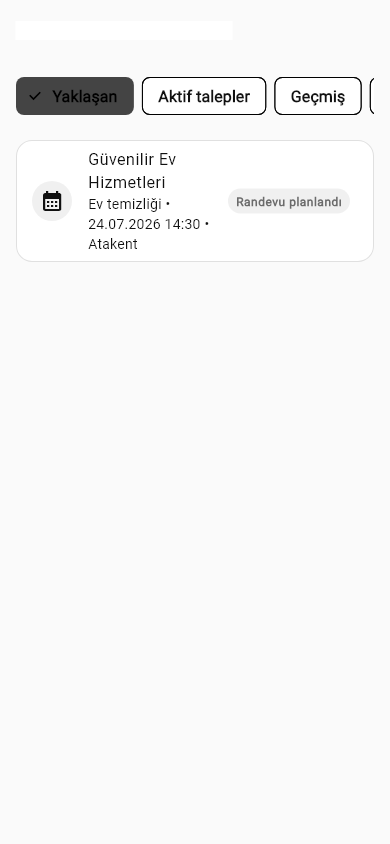 Yaklaşan
Aktif talepler
Geçmiş
Güvenilir Ev
Hizmetleri
Ev temizliği •
24.07.2026 14:30 •
Atakent
Randevu planlandı